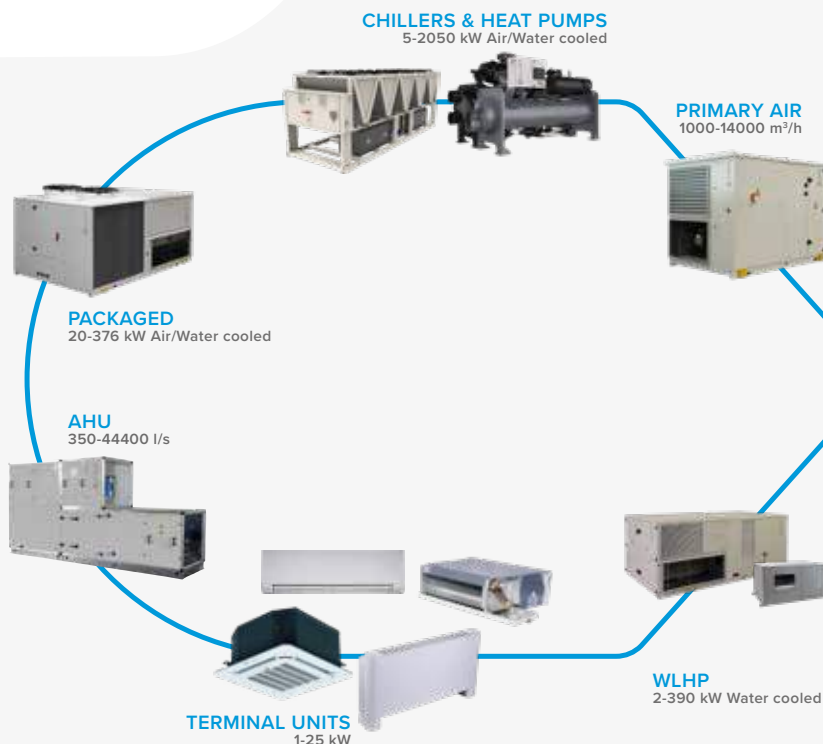 CHILLERS & HEAT PUMPS
5-2050 kW Air/Water cooled
PRIMARY AIR
1000-14000 m³/h
PACKAGED
20-376 kW Air/Water cooled
AHU
350-44400 l/s
WLHP
2-390 kW Water cooled
TERMINAL UNITS
1-25 kW